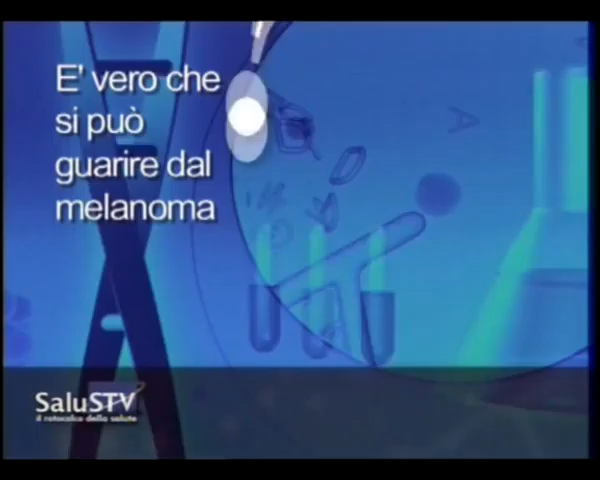 E' vero che
si può
guarire dal
melanoma
SaluSTV
il rotocalco della salute